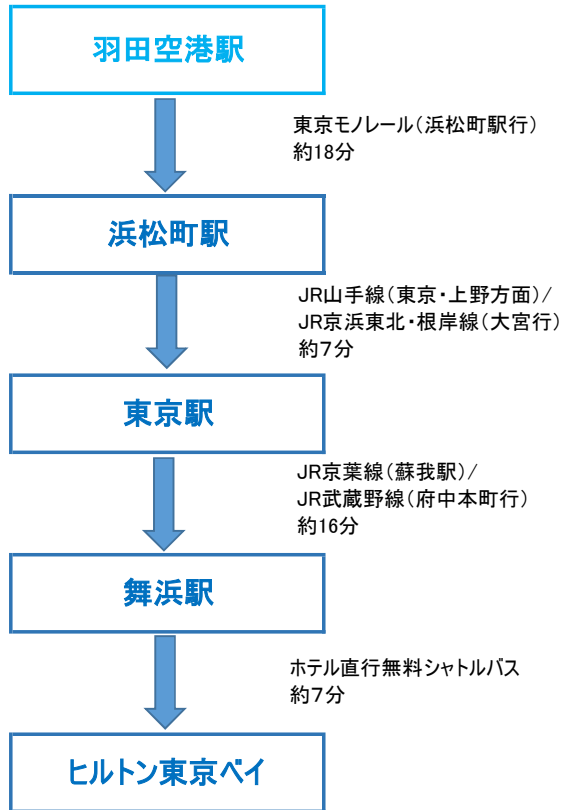 羽田空港駅
東京モノレール(浜松町駅行)
約18分
浜松町駅
JR山手線(東京・上野方面)/
JR京浜東北・根岸線(大宮行)
約7分
東京駅
JR京葉線(蘇我駅)/
JR武蔵野線(府中本町行)
約16分
舞浜駅
ホテル直行無料シャトルバス
約7分
ヒルトン東京ベイ